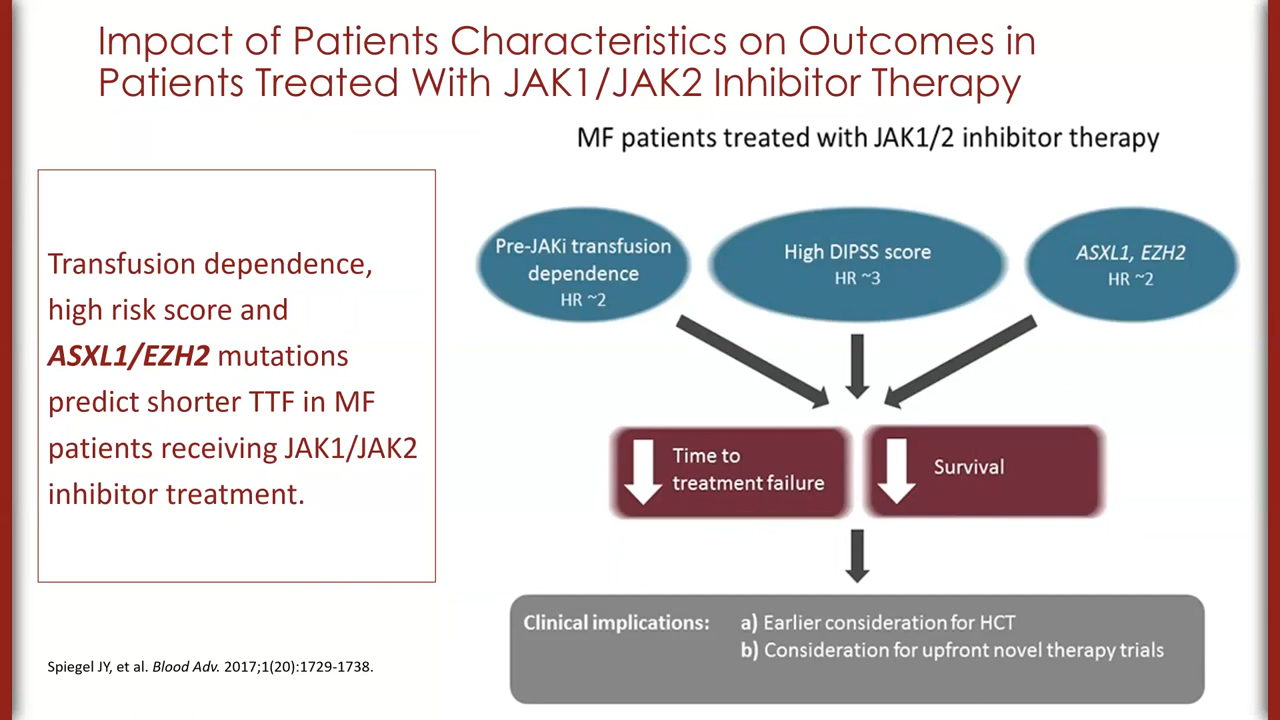 Impact of Patients Characteristics on Outcomes in
Patients Treated With JAK1/JAK2 Inhibitor Therapy
MF patients treated with JAK1/2 inhibitor therapy
Transfusion dependence,
high risk score and
ASXL1/EZH2 mutations
predict shorter TTF in MF
patients receiving JAK1/JAK2
inhibitor treatment.
Pre-JAKi transfusion
dependence
HR ~2
High DIPSS score
HR ~3
ASXL1, EZH2
HR ~2
Time to
treatment failure
Survival
Clinical implications: a) Earlier consideration for HCT
b) Consideration for upfront novel therapy trials
Spiegel JY, et al. Blood Adv. 2017;1(20):1729-1738.